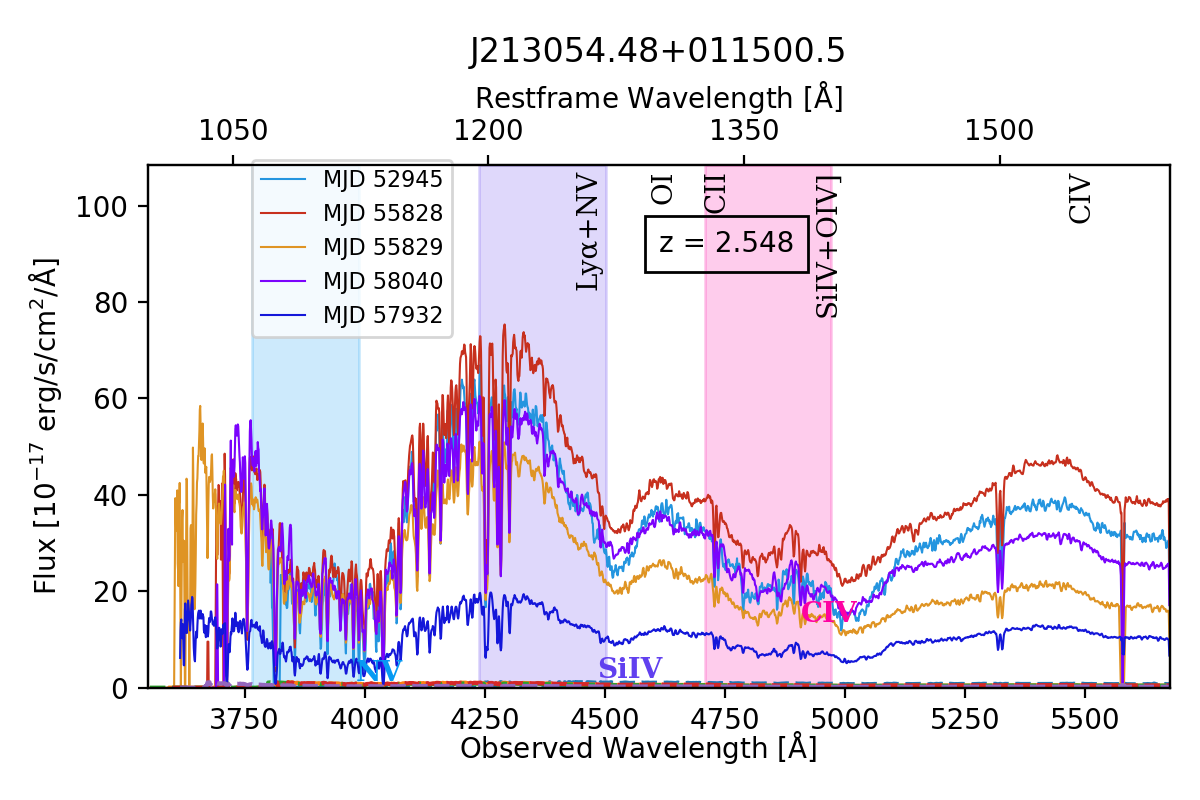 J213054.48+011500.5
Restframe Wavelength [Å]
1050 1200 1350 1500
MJD 52945
MJD 55828
MJD 55829
MJD 58040
MJD 57932
Lyα+NV
OI
CII
SiIV+OIV]
CIV
z = 2.548
Flux [10⁻¹⁷ erg/s/cm²/Å]
100
80
60
40
20
0
CIV
SiIV
NV
3750 4000 4250 4500 4750 5000 5250 5500
Observed Wavelength [Å]